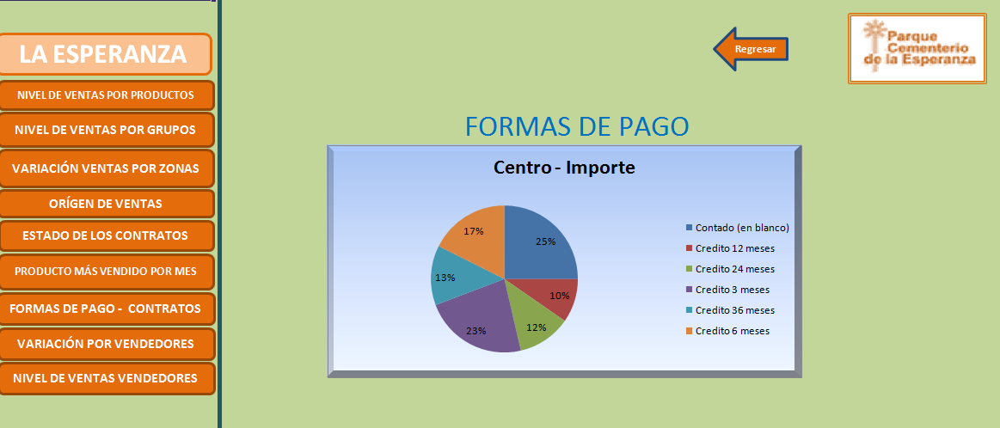 LA ESPERANZA
NIVEL DE VENTAS POR PRODUCTOS
NIVEL DE VENTAS POR GRUPOS
VARIACIÓN VENTAS POR ZONAS
ORÍGEN DE VENTAS
ESTADO DE LOS CONTRATOS
PRODUCTO MÁS VENDIDO POR MES
FORMAS DE PAGO - CONTRATOS
VARIACIÓN POR VENDEDORES
NIVEL DE VENTAS VENDEDORES
Regresar
Parque
Cementerio
de la Esperanza
FORMAS DE PAGO
Centro - Importe
25%
10%
12%
23%
13%
17%
Contado (en blanco)
Credito 12 meses
Credito 24 meses
Credito 3 meses
Credito 36 meses
Credito 6 meses